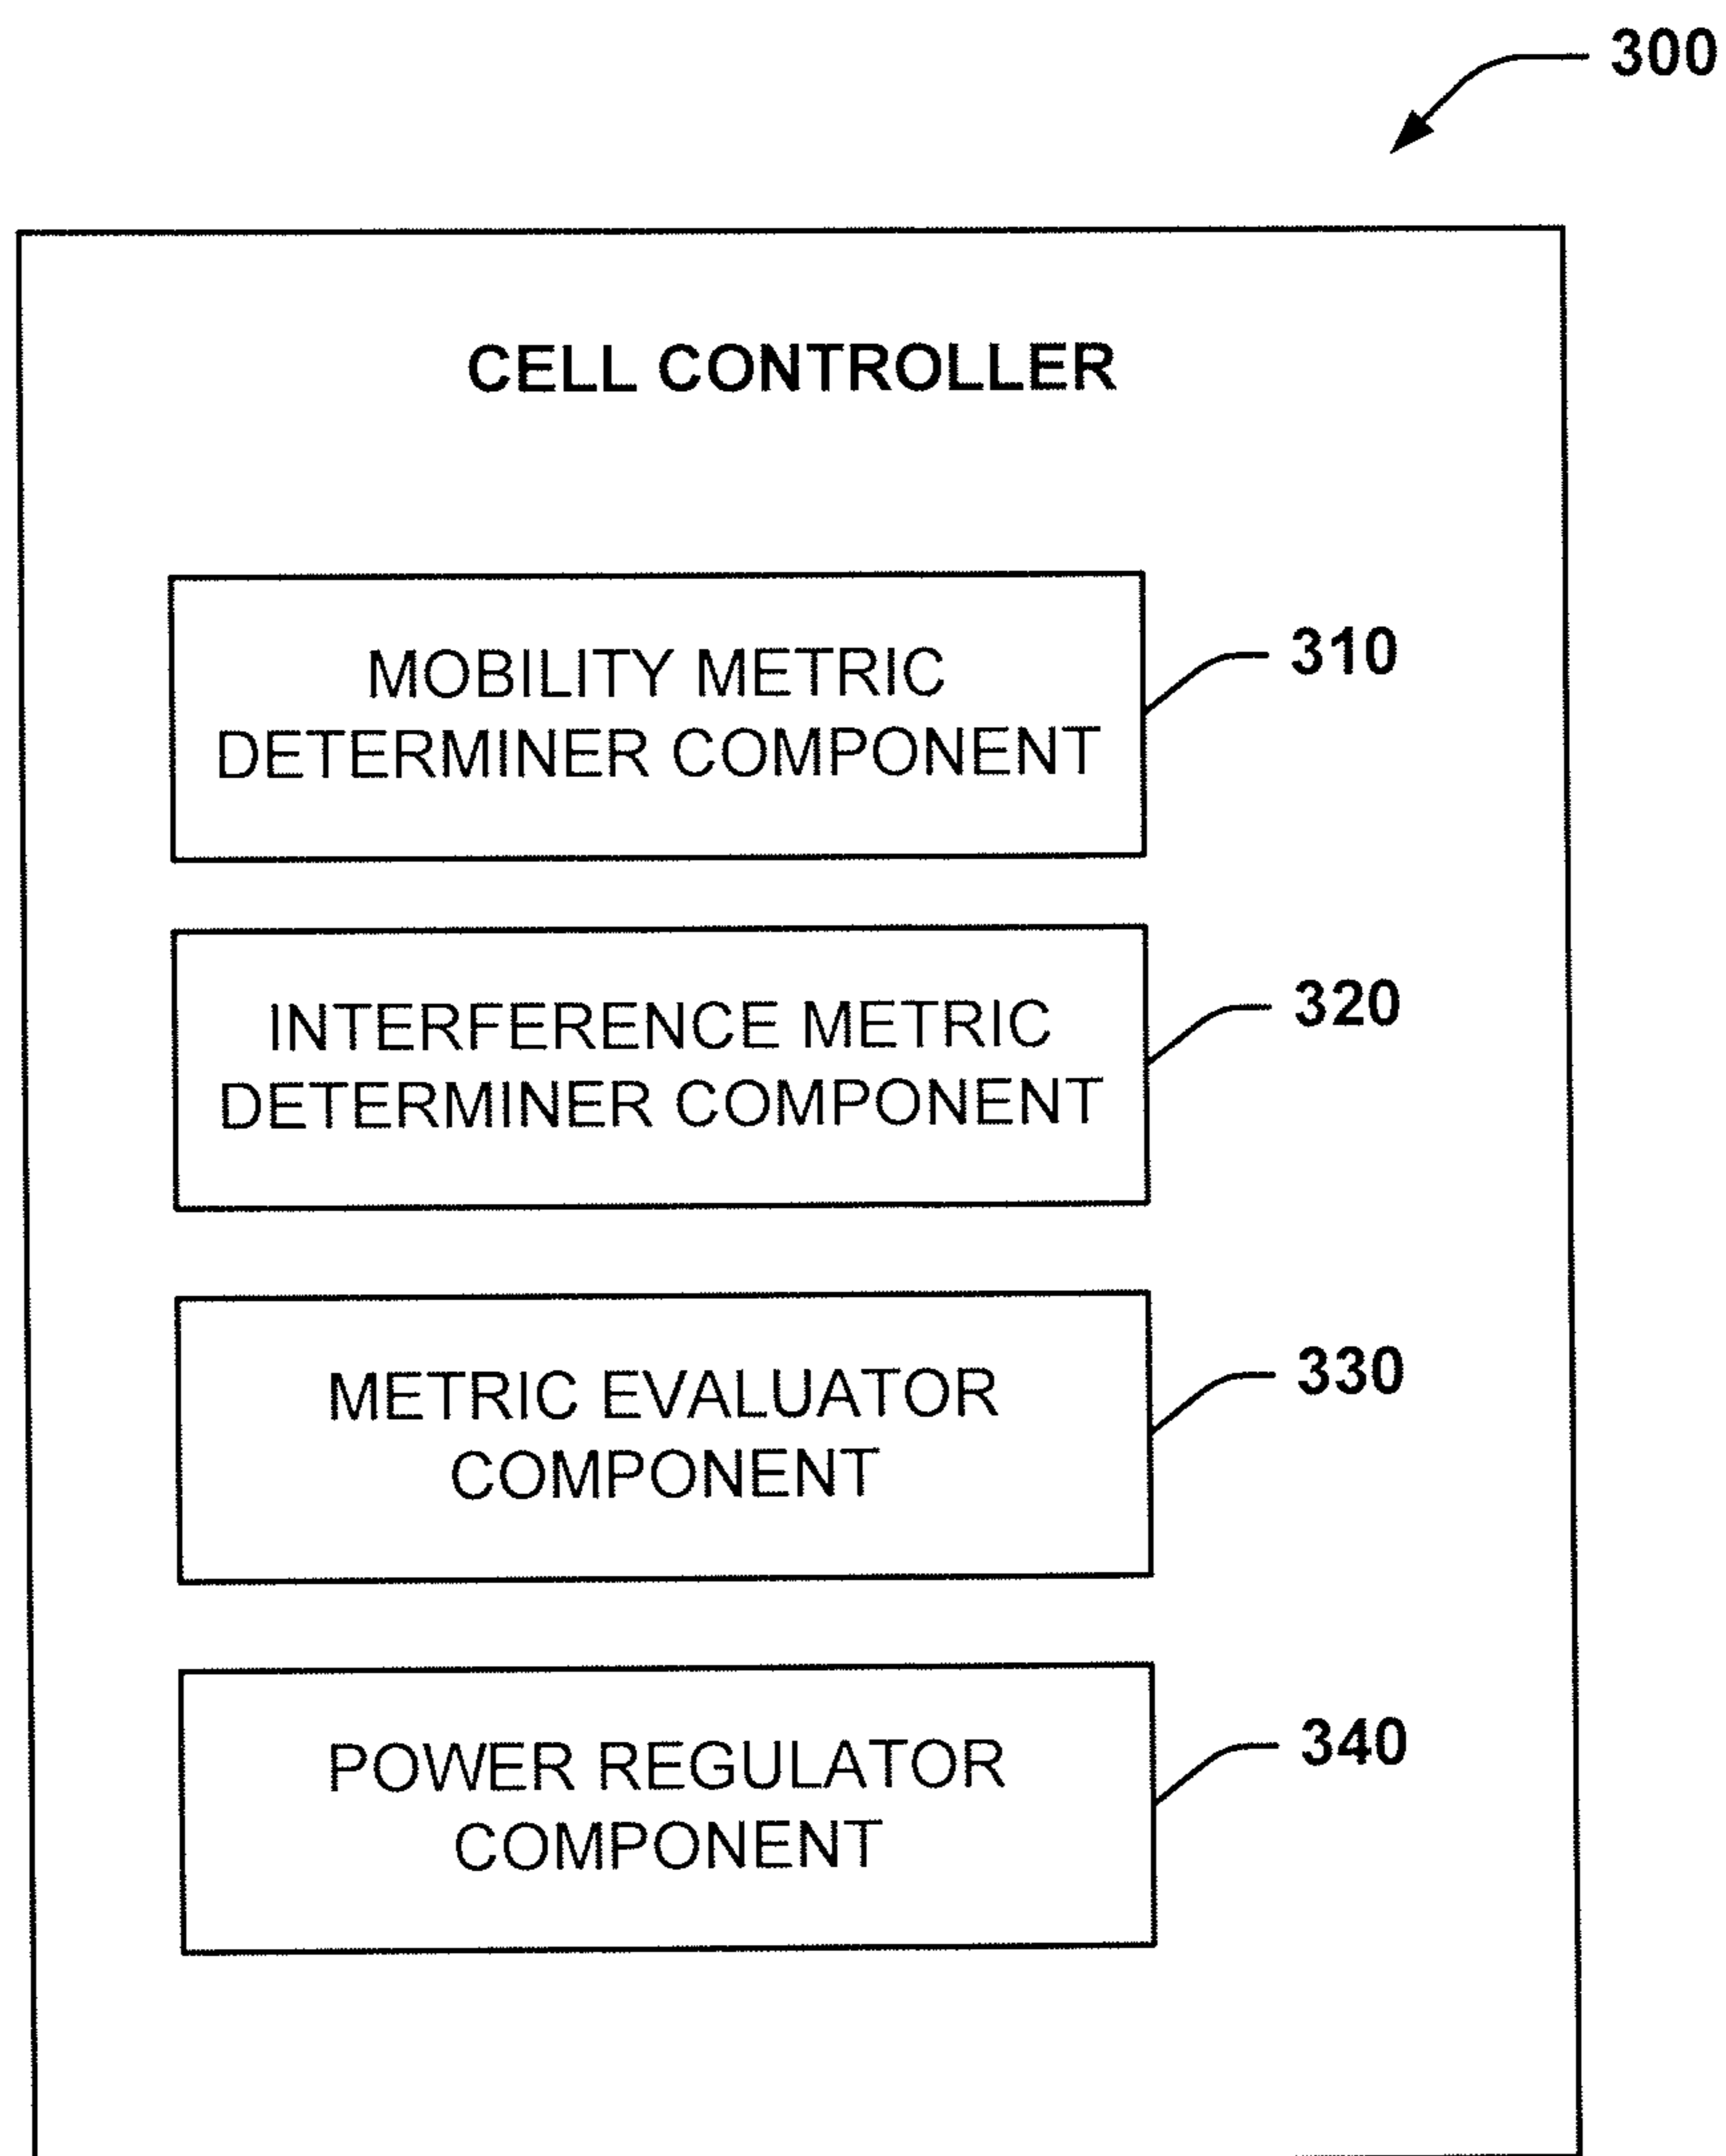 300
CELL CONTROLLER
MOBILITY METRIC
DETERMINER COMPONENT
310
INTERFERENCE METRIC
DETERMINER COMPONENT
320
METRIC EVALUATOR
COMPONENT
330
POWER REGULATOR
COMPONENT
340